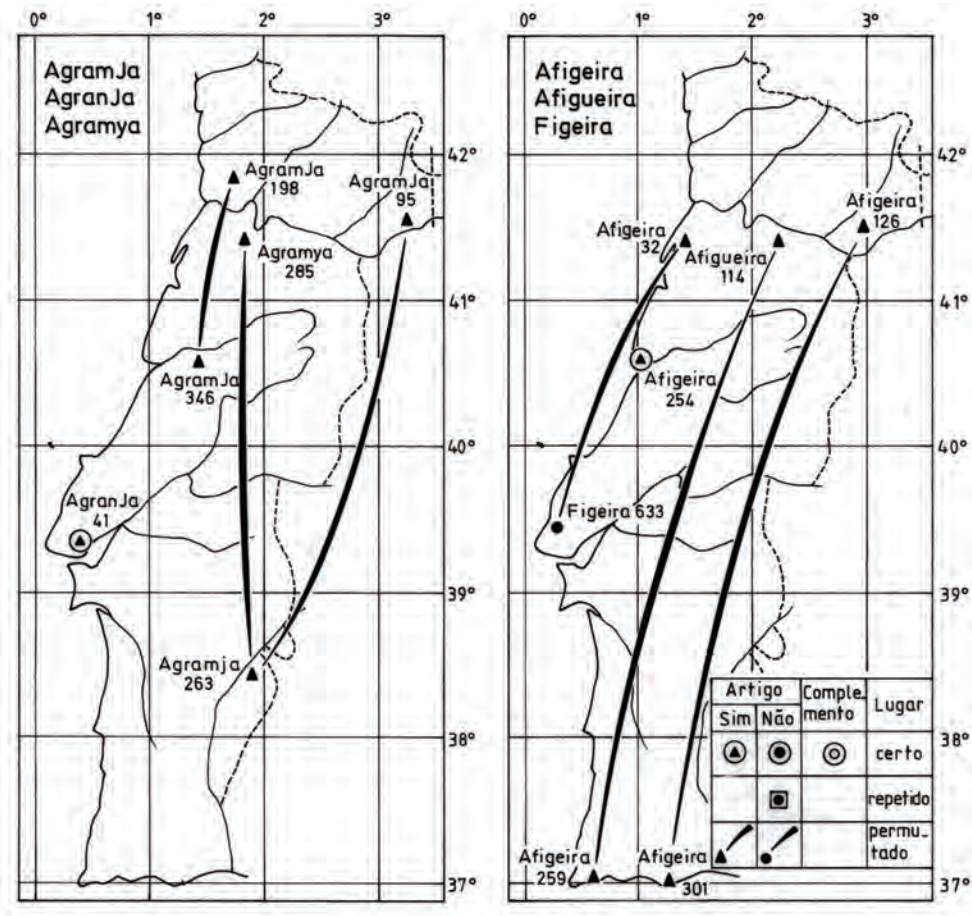 0° 1° 2° 3°
AgramJa
AgranJa
Agramya
42°
AgramJa
198
AgramJa
95
Agramya
285
41°
AgramJa
346
40°
AgranJa
41
39°
Agramja
263
38°
37°
0° 1° 2° 3°
Afigeira
Afigueira
Figeira
42°
Afigeira
126
Afigeira
32
Afigueira
114
41°
Afigeira
254
40°
Figeira 633
39°
Artigo
Comple_
mento
Lugar
Sim
Não
38°
certo
repetido
permu_
tado
Afigeira
259
Afigeira
301
37°